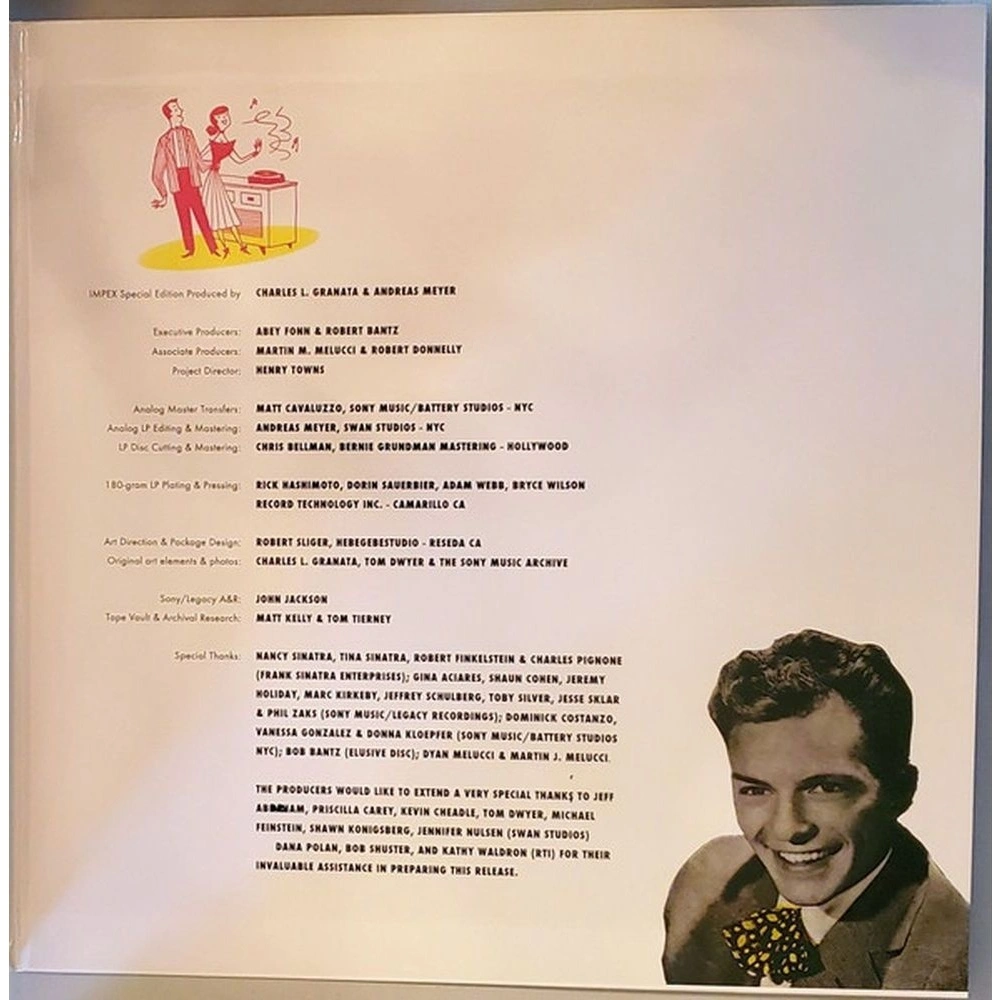 IMPEX Special Edition Produced by CHARLES L. GRANATA & ANDREAS MEYER
Executive Producers: ABEY FONN & ROBERT BANTZ
Associate Producers: MARTIN M. MELUCCI & ROBERT DONNELLY
Project Director: HENRY TOWNS
Analog Master Transfers: MATT CAVALUZZO, SONY MUSIC/BATTERY STUDIOS - NYC
Analog LP Editing & Mastering: ANDREAS MEYER, SWAN STUDIOS - NYC
LP Disc Cutting & Mastering: CHRIS BELLMAN, BERNIE GRUNDMAN MASTERING - HOLLYWOOD
180-gram LP Plating & Pressing: RICK HASHIMOTO, DORIN SAUERBIER, ADAM WEBB, BRYCE WILSON
RECORD TECHNOLOGY INC. - CAMARILLO CA
Art Direction & Package Design: ROBERT SLIGER, HEBEGEBESTUDIO - RESEDA CA
Original art elements & photos: CHARLES L. GRANATA, TOM DWYER & THE SONY MUSIC ARCHIVE
Sony/Legacy A&R: JOHN JACKSON
Tape Vault & Archival Research: MATT KELLY & TOM TIERNEY
Special Thanks: NANCY SINATRA, TINA SINATRA, ROBERT FINKELSTEIN & CHARLES PIGNONE
(FRANK SINATRA ENTERPRISES); GINA ACIARES, SHAUN COHEN, JEREMY
HOLIDAY, MARC KIRKEBY, JEFFREY SCHULBERG, TOBY SILVER, JESSE SKLAR
& PHIL ZAKS (SONY MUSIC/LEGACY RECORDINGS); DOMINICK COSTANZO,
VANESSA GONZALEZ & DONNA KLOEPFER (SONY MUSIC/BATTERY STUDIOS
NYC); BOB BANTZ (ELUSIVE DISC); DYAN MELUCCI & MARTIN J. MELUCCI.
THE PRODUCERS WOULD LIKE TO EXTEND A VERY SPECIAL THANKS TO JEFF
PRISCILLA CAREY, KEVIN CHEADLE, TOM DWYER, MICHAEL
FEINSTEIN, SHAWN KONIGSBERG, JENNIFER NULSEN (SWAN STUDIOS)
DANA POLAN, BOB SHUSTER, AND KATHY WALDRON (RTI) FOR THEIR
INVALUABLE ASSISTANCE IN PREPARING THIS RELEASE.